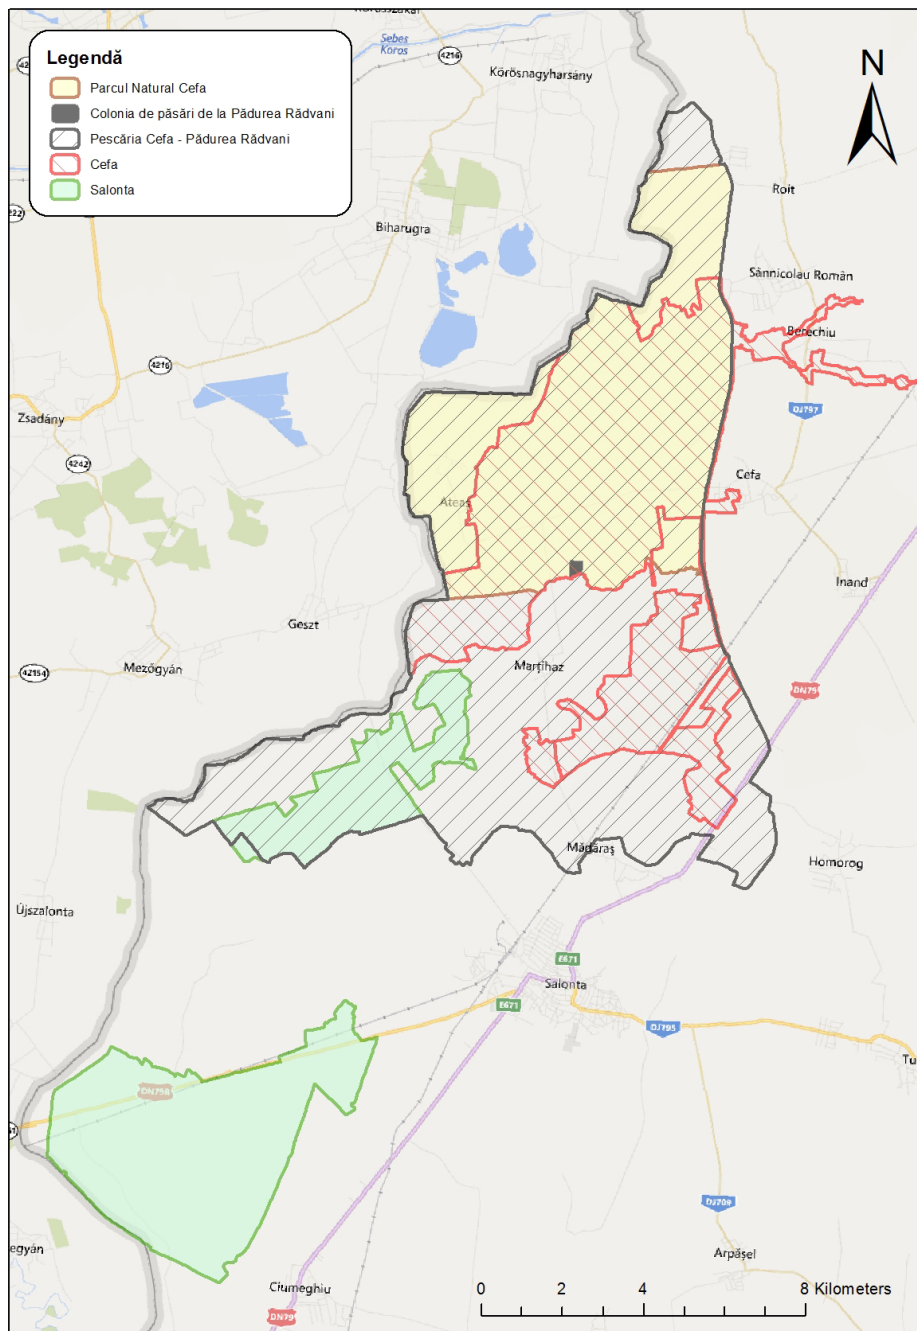 Sebes
Körös
4216
Körösnagyharsány
Legendă
Parcul Natural Cefa
Colonia de păsări de la Pădurea Rădvani
Pescăria Cefa - Pădurea Rădvani
Cefa
Salonta
N
Roit
Biharugra
Sânnicolau Român
Berechiu
4216
Zsadány
DJ797
4242
Cefa
Ateaş
Inand
Geszt
Marţihaz
Mezőgyán
42154
DN79
Mădăraş
Homorog
Újszalonta
E671
Salonta
E671
DJ795
DN79B
DJ709
Arpăşel
Ciumeghiu
DN79
0 2 4 8 Kilometers